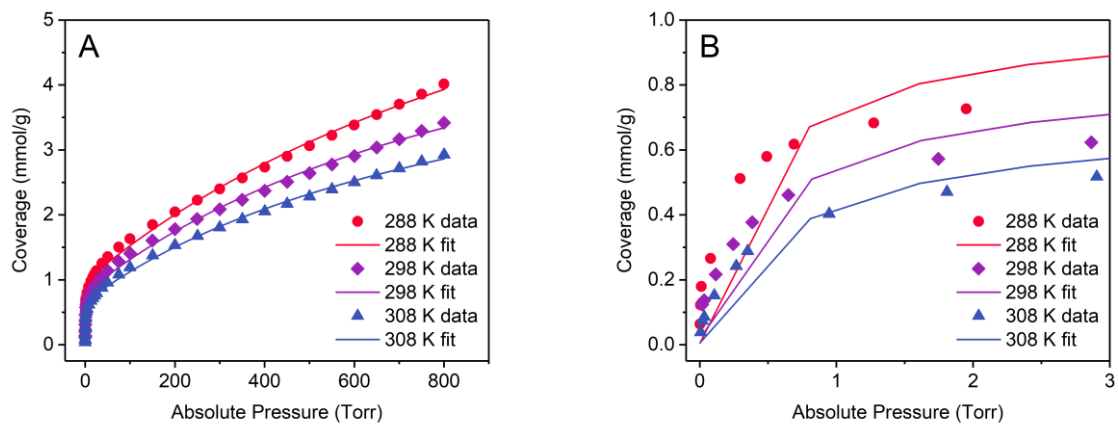 A
Coverage (mmol/g)
5
4
3
2
1
0
288 K data
288 K fit
298 K data
298 K fit
308 K data
308 K fit
0 200 400 600 800
Absolute Pressure (Torr)
B
Coverage (mmol/g)
1.0
0.8
0.6
0.4
0.2
0.0
288 K data
288 K fit
298 K data
298 K fit
308 K data
308 K fit
0 1 2 3
Absolute Pressure (Torr)